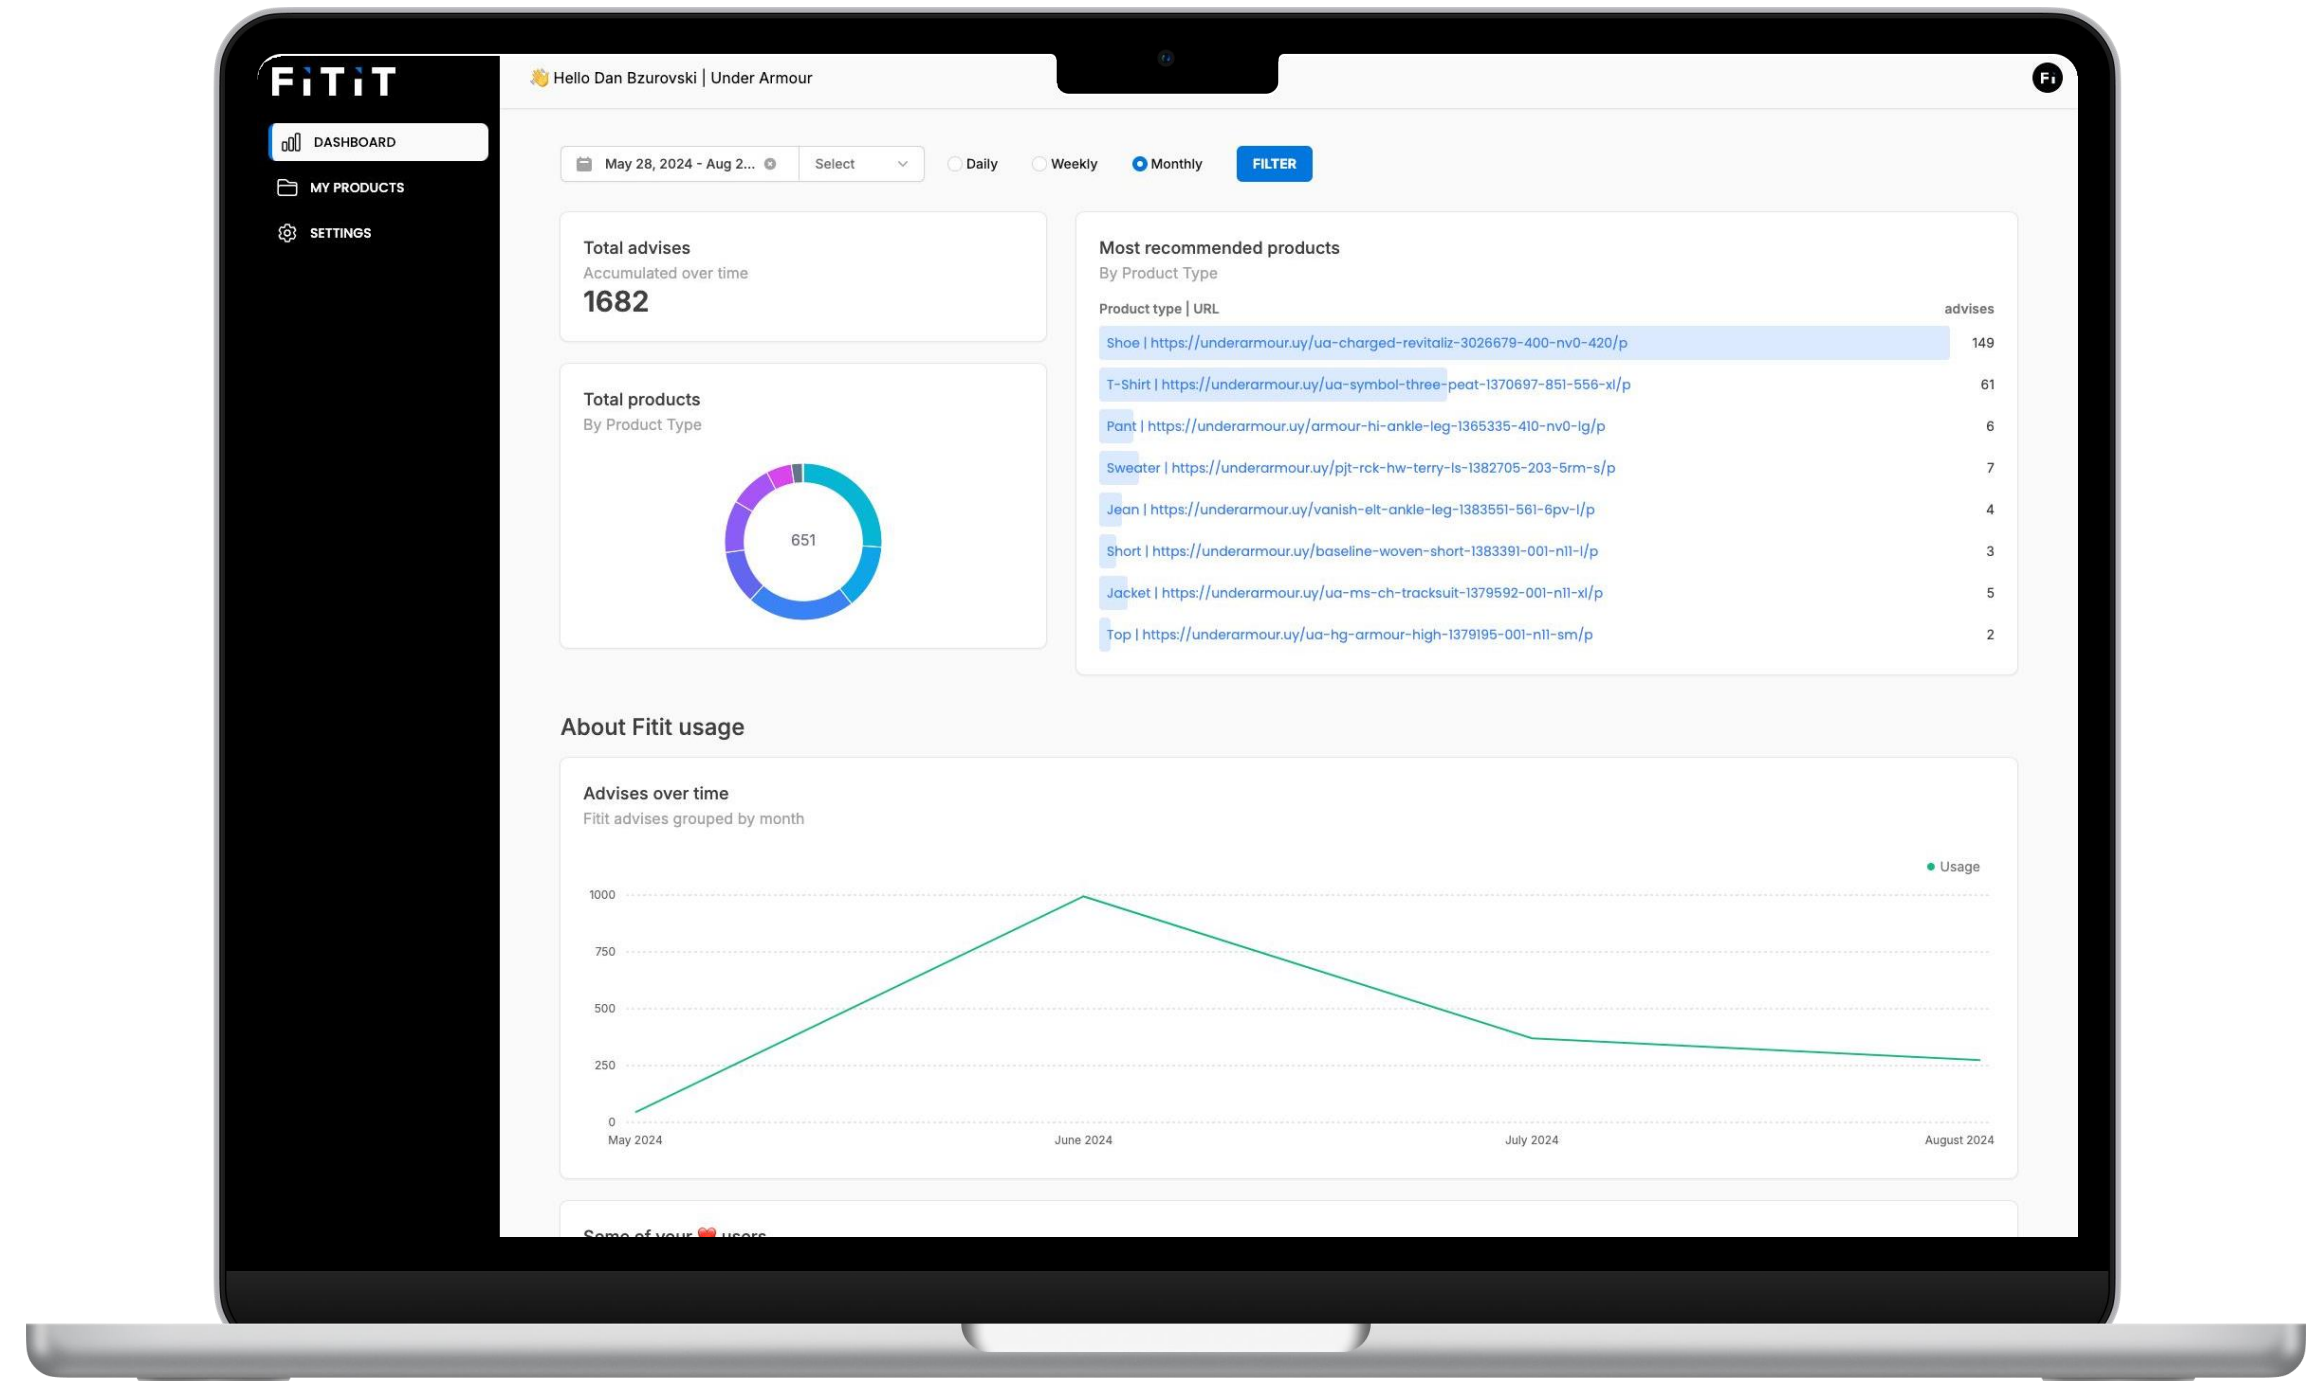 FiTiT
👋 Hello Dan Bzurovski | Under Armour
Fi
DASHBOARD
MY PRODUCTS
SETTINGS
May 28, 2024 - Aug 2...
Select
Daily
Weekly
Monthly
FILTER
Total advises
Accumulated over time
1682
Total products
By Product Type
651
Most recommended products
By Product Type
Product type | URL advises
Shoe | https://underarmour.uy/ua-charged-revitaliz-3026679-400-nv0-420/p 149
T-Shirt | https://underarmour.uy/ua-symbol-three-peat-1370697-851-556-xl/p 61
Pant | https://underarmour.uy/armour-hi-ankle-leg-1365335-410-nv0-lg/p 6
Sweater | https://underarmour.uy/pjt-rck-hw-terry-ls-1382705-203-5rm-s/p 7
Jean | https://underarmour.uy/vanish-elt-ankle-leg-1383551-561-6pv-l/p 4
Short | https://underarmour.uy/baseline-woven-short-1383391-001-n11-l/p 3
Jacket | https://underarmour.uy/ua-ms-ch-tracksuit-1379592-001-n11-xl/p 5
Top | https://underarmour.uy/ua-hg-armour-high-1379195-001-n11-sm/p 2
About Fitit usage
Advises over time
Fitit advises grouped by month
Usage
1000
750
500
250
0
May 2024 June 2024 July 2024 August 2024
Some of your ❤️ users